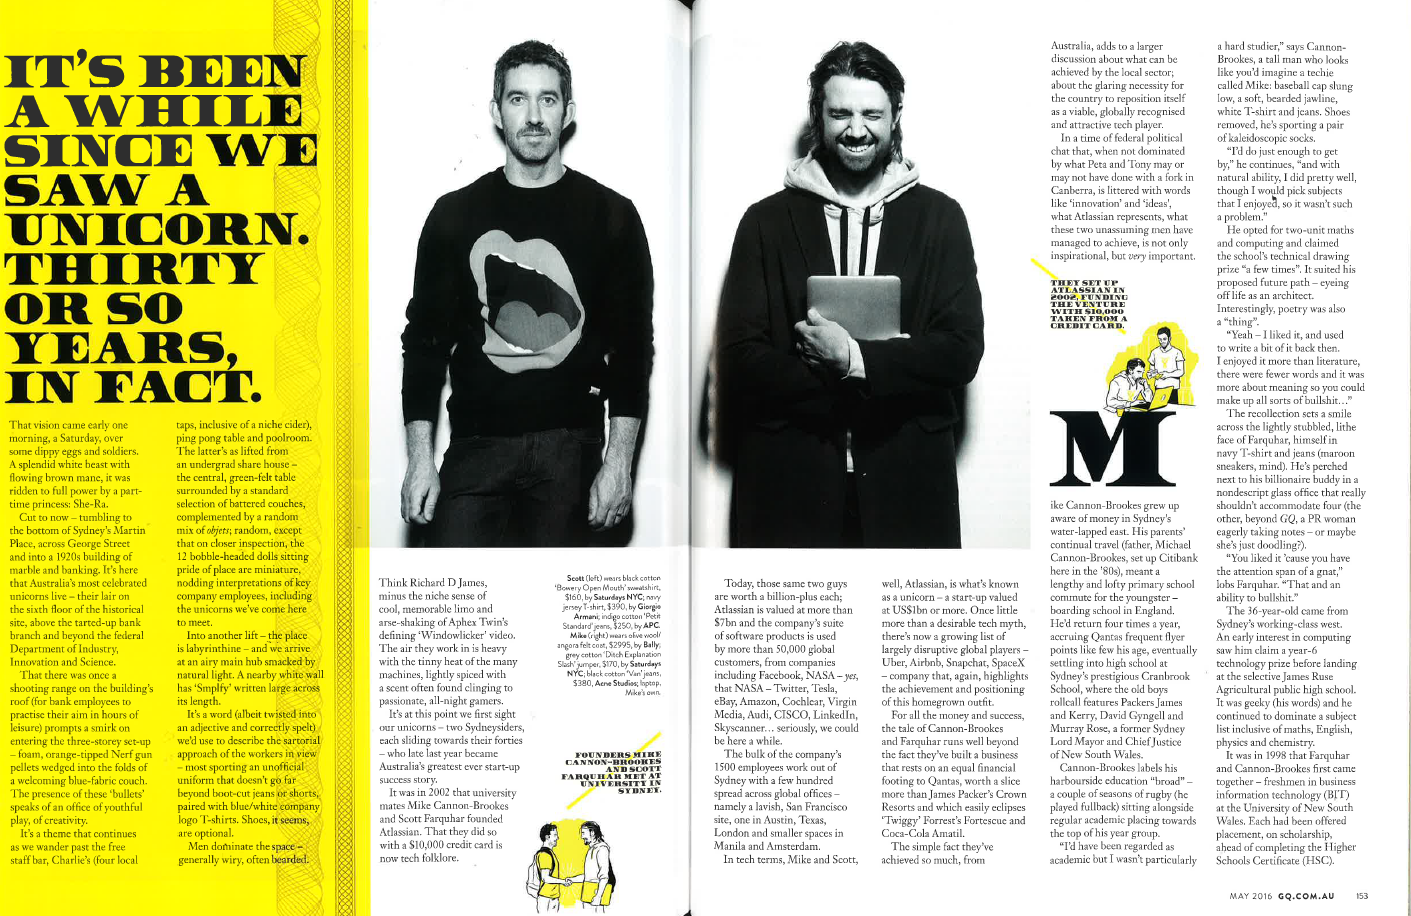 IT'S BEEN
A WHILE
SINCE WE
SAW A
UNICORN.
THIRTY
OR SO
YEARS,
IN FACT.
That vision came early one
morning, a Saturday, over
some dippy eggs and soldiers.
A splendid white beast with
flowing brown mane, it was
ridden to full power by a part-
time princess: She-Ra.
Cut to now – tumbling to
the bottom of Sydney's Martin
Place, across George Street
and into a 1920s building of
marble and banking. It's here
that Australia's most celebrated
unicorns live – their lair on
the sixth floor of the historical
site, above the tarted-up bank
branch and beyond the federal
Department of Industry,
Innovation and Science.
That there was once a
shooting range on the building's
roof (for bank employees to
practise their aim in hours of
leisure) prompts a smirk on
entering the three-storey set-up
– foam, orange-tipped Nerf gun
pellets wedged into the folds of
a welcoming blue-fabric couch.
The presence of these 'bullets'
speaks of an office of youthful
play, of creativity.
It's a theme that continues
as we wander past the free
staff bar, Charlie's (four local
taps, inclusive of a niche cider),
ping pong table and poolroom.
The latter's as lifted from
an undergrad share house –
the central, green-felt table
surrounded by a standard
selection of battered couches,
complemented by a random
mix of objets; random, except
that on closer inspection, the
12 bobble-headed dolls sitting
pride of place are miniature,
nodding interpretations of key
company employees, including
the unicorns we've come here
to meet.
Into another lift – the place
is labyrinthine – and we arrive
at an airy main hub smacked by
natural light. A nearby white wall
has 'Smplfy' written large across
its length.
It's a word (albeit twisted into
an adjective and correctly spelt)
we'd use to describe the sartorial
approach of the workers in view
– most sporting an unofficial
uniform that doesn't go far
beyond boot-cut jeans or shorts,
paired with blue/white company
logo T-shirts. Shoes, it seems,
are optional.
Men dominate the space –
generally wiry, often bearded.
Think Richard D James,
minus the niche sense of
cool, memorable limo and
arse-shaking of Aphex Twin's
defining 'Windowlicker' video.
The air they work in is heavy
with the tinny heat of the many
machines, lightly spiced with
a scent often found clinging to
passionate, all-night gamers.
It's at this point we first sight
our unicorns – two Sydneysiders,
each sliding towards their forties
– who late last year became
Australia's greatest ever start-up
success story.
It was in 2002 that university
mates Mike Cannon-Brookes
and Scott Farquhar founded
Atlassian. That they did so
with a $10,000 credit card is
now tech folklore.
Scott (left) wears black cotton
'Bowery Open Mouth' sweatshirt,
$160, by Saturdays NYC; navy
jersey T-shirt, $390, by Giorgio
Armani; indigo cotton 'Petit
Standard' jeans, $250, by APC.
Mike (right) wears olive wool/
angora felt coat, $2995, by Bally;
grey cotton 'Ditch Explanation
Slash' jumper, $170, by Saturdays
NYC; black cotton 'Van' jeans,
$380, Acne Studios; laptop,
Mike's own.
FOUNDERS MIKE
CANNON-BROOKES
AND SCOTT
FARQUHAR MET AT
UNIVERSITY IN
SYDNEY.
Today, those same two guys
are worth a billion-plus each;
Atlassian is valued at more than
$7bn and the company's suite
of software products is used
by more than 50,000 global
customers, from companies
including Facebook, NASA – yes,
that NASA – Twitter, Tesla,
eBay, Amazon, Cochlear, Virgin
Media, Audi, CISCO, LinkedIn,
Skyscanner... seriously, we could
be here a while.
The bulk of the company's
1500 employees work out of
Sydney with a few hundred
spread across global offices –
namely a lavish, San Francisco
site, one in Austin, Texas,
London and smaller spaces in
Manila and Amsterdam.
In tech terms, Mike and Scott,
well, Atlassian, is what's known
as a unicorn – a start-up valued
at US$1bn or more. Once little
more than a desirable tech myth,
there's now a growing list of
largely disruptive global players –
Uber, Airbnb, Snapchat, SpaceX
– company that, again, highlights
the achievement and positioning
of this homegrown outfit.
For all the money and success,
the tale of Cannon-Brookes
and Farquhar runs well beyond
the fact they've built a business
that rests on an equal financial
footing to Qantas, worth a slice
more than James Packer's Crown
Resorts and which easily eclipses
'Twiggy' Forrest's Fortescue and
Coca-Cola Amatil.
The simple fact they've
achieved so much, from
Australia, adds to a larger
discussion about what can be
achieved by the local sector;
about the glaring necessity for
the country to reposition itself
as a viable, globally recognised
and attractive tech player.
In a time of federal political
chat that, when not dominated
by what Peta and Tony may or
may not have done with a fork in
Canberra, is littered with words
like 'innovation' and 'ideas',
what Atlassian represents, what
these two unassuming men have
managed to achieve, is not only
inspirational, but very important.
THEY SET UP
ATLASSIAN IN
2002, FUNDING
THE VENTURE
WITH $10,000
TAKEN FROM A
CREDIT CARD.
M
ike Cannon-Brookes grew up
aware of money in Sydney's
water-lapped east. His parents'
continual travel (father, Michael
Cannon-Brookes, set up Citibank
here in the '80s), meant a
lengthy and lofty primary school
commute for the youngster –
boarding school in England.
He'd return four times a year,
accruing Qantas frequent flyer
points like few his age, eventually
settling into high school at
Sydney's prestigious Cranbrook
School, where the old boys
rollcall features Packers James
and Kerry, David Gyngell and
Murray Rose, a former Sydney
Lord Mayor and Chief Justice
of New South Wales.
Cannon-Brookes labels his
harbourside education "broad" –
a couple of seasons of rugby (he
played fullback) sitting alongside
regular academic placing towards
the top of his year group.
"I'd have been regarded as
academic but I wasn't particularly
a hard studier," says Cannon-
Brookes, a tall man who looks
like you'd imagine a techie
called Mike: baseball cap slung
low, a soft, bearded jawline,
white T-shirt and jeans. Shoes
removed, he's sporting a pair
of kaleidoscopic socks.
"I'd do just enough to get
by," he continues, "and with
natural ability, I did pretty well,
though I would pick subjects
that I enjoyed, so it wasn't such
a problem."
He opted for two-unit maths
and computing and claimed
the school's technical drawing
prize "a few times". It suited his
proposed future path – eyeing
off life as an architect.
Interestingly, poetry was also
a "thing".
"Yeah – I liked it, and used
to write a bit of it back then.
I enjoyed it more than literature,
there were fewer words and it was
more about meaning so you could
make up all sorts of bullshit..."
The recollection sets a smile
across the lightly stubbled, lithe
face of Farquhar, himself in
navy T-shirt and jeans (maroon
sneakers, mind). He's perched
next to his billionaire buddy in a
nondescript glass office that really
shouldn't accommodate four (the
other, beyond GQ, a PR woman
eagerly taking notes – or maybe
she's just doodling?).
"You liked it 'cause you have
the attention span of a gnat,"
lobs Farquhar. "That and an
ability to bullshit."
The 36-year-old came from
Sydney's working-class west.
An early interest in computing
saw him claim a year-6
technology prize before landing
at the selective James Ruse
Agricultural public high school.
It was geeky (his words) and he
continued to dominate a subject
list inclusive of maths, English,
physics and chemistry.
It was in 1998 that Farquhar
and Cannon-Brookes first came
together – freshmen in business
information technology (BIT)
at the University of New South
Wales. Each had been offered
placement, on scholarship,
ahead of completing the Higher
Schools Certificate (HSC).
MAY 2016 GQ.COM.AU 153